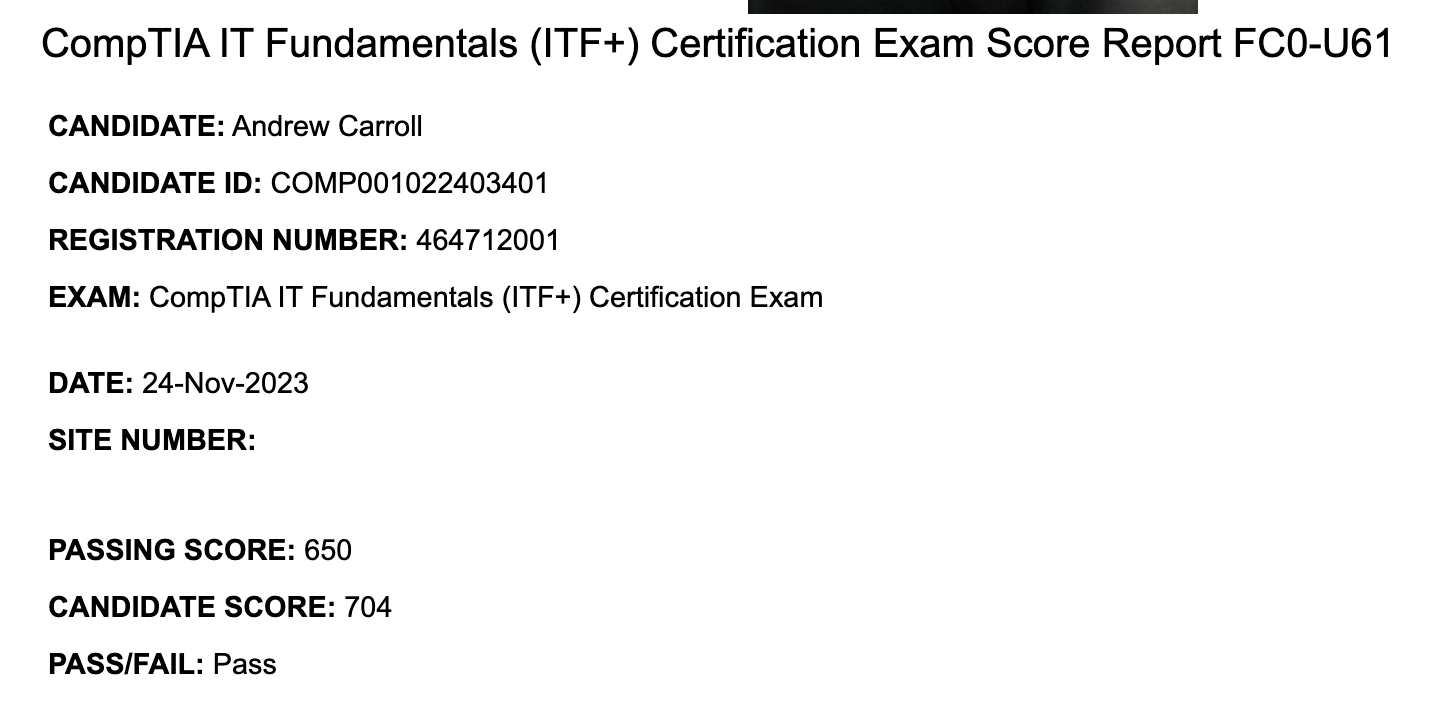 CompTIA IT Fundamentals (ITF+) Certification Exam Score Report FC0-U61
CANDIDATE: Andrew Carroll
CANDIDATE ID: COMP001022403401
REGISTRATION NUMBER: 464712001
EXAM: CompTIA IT Fundamentals (ITF+) Certification Exam
DATE: 24-Nov-2023
SITE NUMBER:
PASSING SCORE: 650
CANDIDATE SCORE: 704
PASS/FAIL: Pass